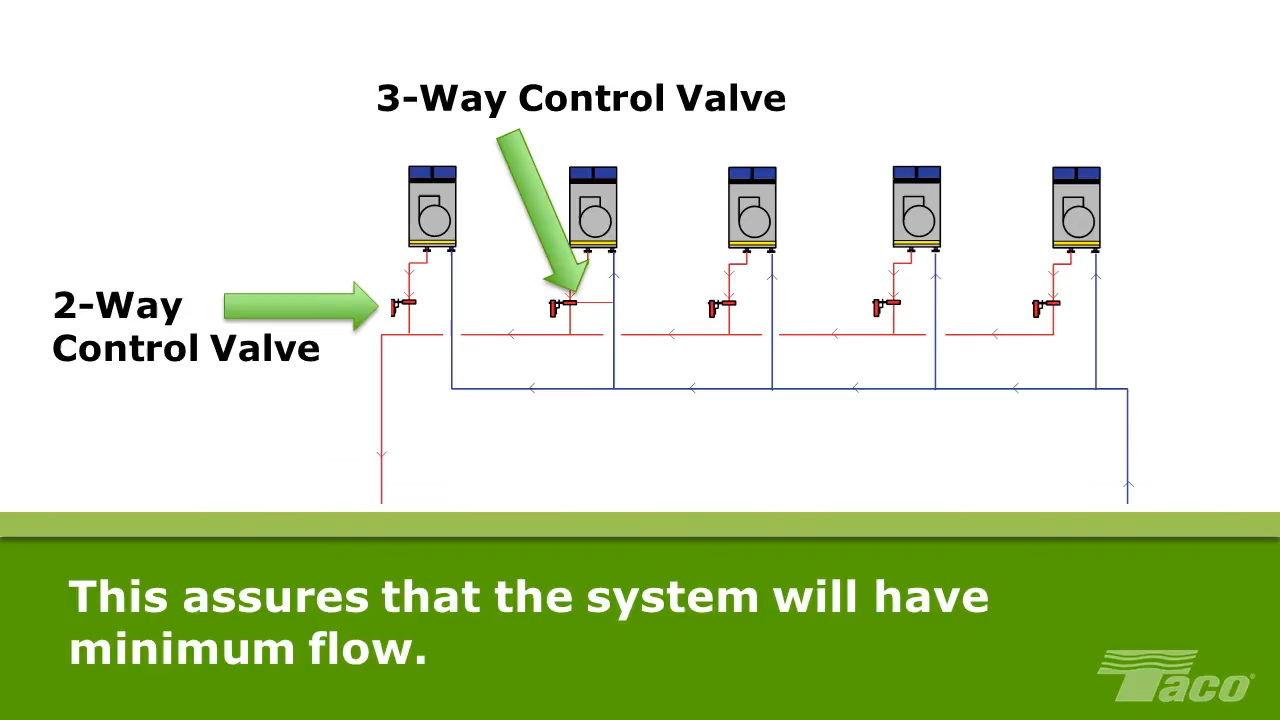 3-Way Control Valve
2-Way
Control Valve
This assures that the system will have
minimum flow.
Taco®